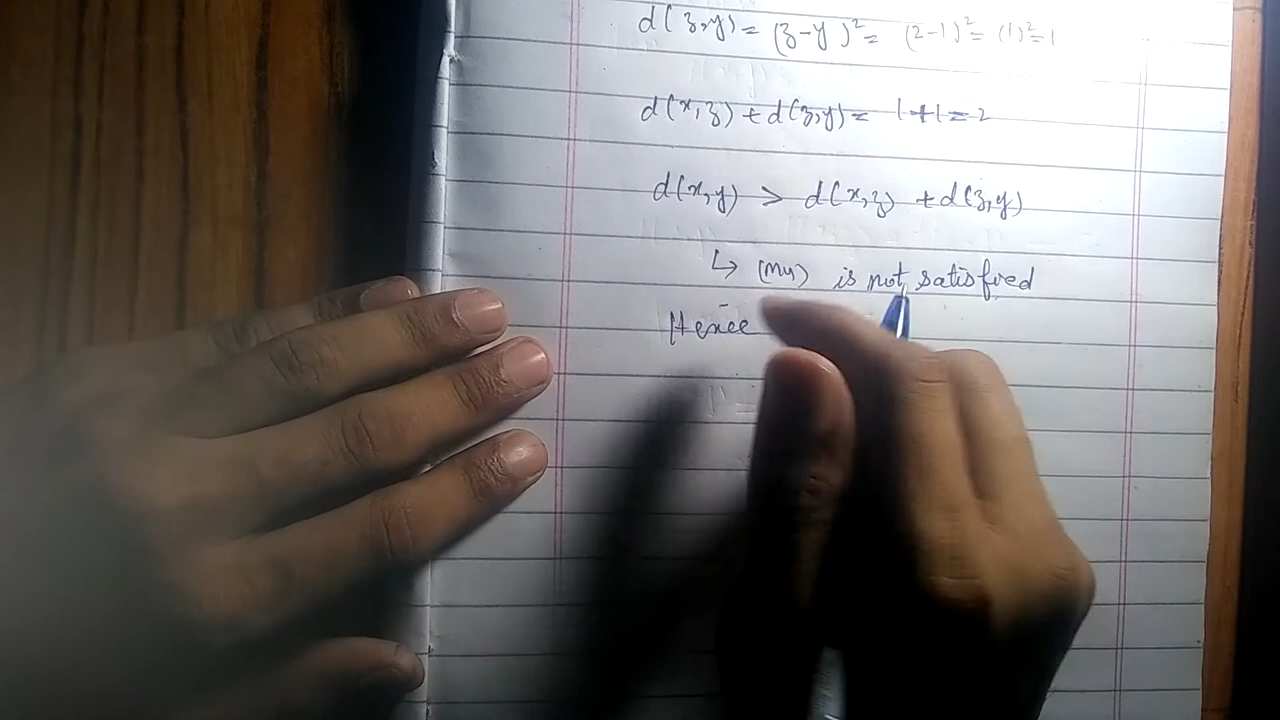 d(z,y) = (z-y)² = (2-1)² = (1)² = 1
d(x,z) + d(z,y) = 1+1 = 2
d(x,y) > d(x,z) + d(z,y)
↳ (M4) is not satisfied
Hence